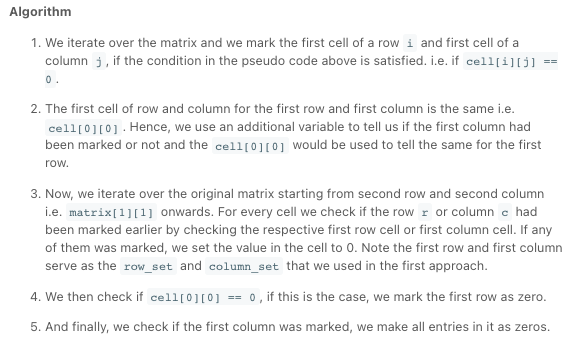 Algorithm
1. We iterate over the matrix and we mark the first cell of a row i and first cell of a
column j, if the condition in the pseudo code above is satisfied. i.e. if cell[i][j] ==
0 .
2. The first cell of row and column for the first row and first column is the same i.e.
cell[0][0] . Hence, we use an additional variable to tell us if the first column had
been marked or not and the cell[0][0] would be used to tell the same for the first
row.
3. Now, we iterate over the original matrix starting from second row and second column
i.e. matrix[1][1] onwards. For every cell we check if the row r or column c had
been marked earlier by checking the respective first row cell or first column cell. If any
of them was marked, we set the value in the cell to 0. Note the first row and first column
serve as the row_set and column_set that we used in the first approach.
4. We then check if cell[0][0] == 0 , if this is the case, we mark the first row as zero.
5. And finally, we check if the first column was marked, we make all entries in it as zeros.